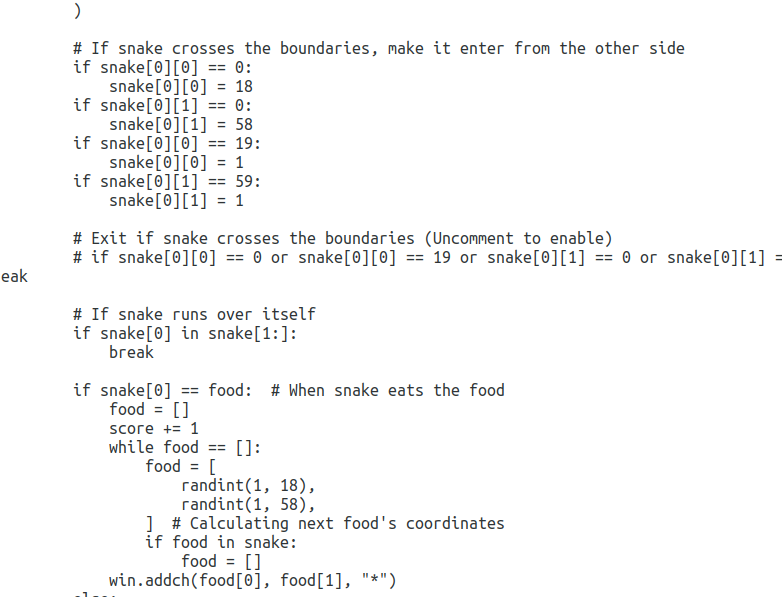 )

        # If snake crosses the boundaries, make it enter from the other side
        if snake[0][0] == 0:
            snake[0][0] = 18
        if snake[0][1] == 0:
            snake[0][1] = 58
        if snake[0][0] == 19:
            snake[0][0] = 1
        if snake[0][1] == 59:
            snake[0][1] = 1

        # Exit if snake crosses the boundaries (Uncomment to enable)
        # if snake[0][0] == 0 or snake[0][0] == 19 or snake[0][1] == 0 or snake[0][1] =
eak

        # If snake runs over itself
        if snake[0] in snake[1:]:
            break

        if snake[0] == food:  # When snake eats the food
            food = []
            score += 1
            while food == []:
                food = [
                    randint(1, 18),
                    randint(1, 58),
                ]  # Calculating next food's coordinates
                if food in snake:
                    food = []
            win.addch(food[0], food[1], "*")